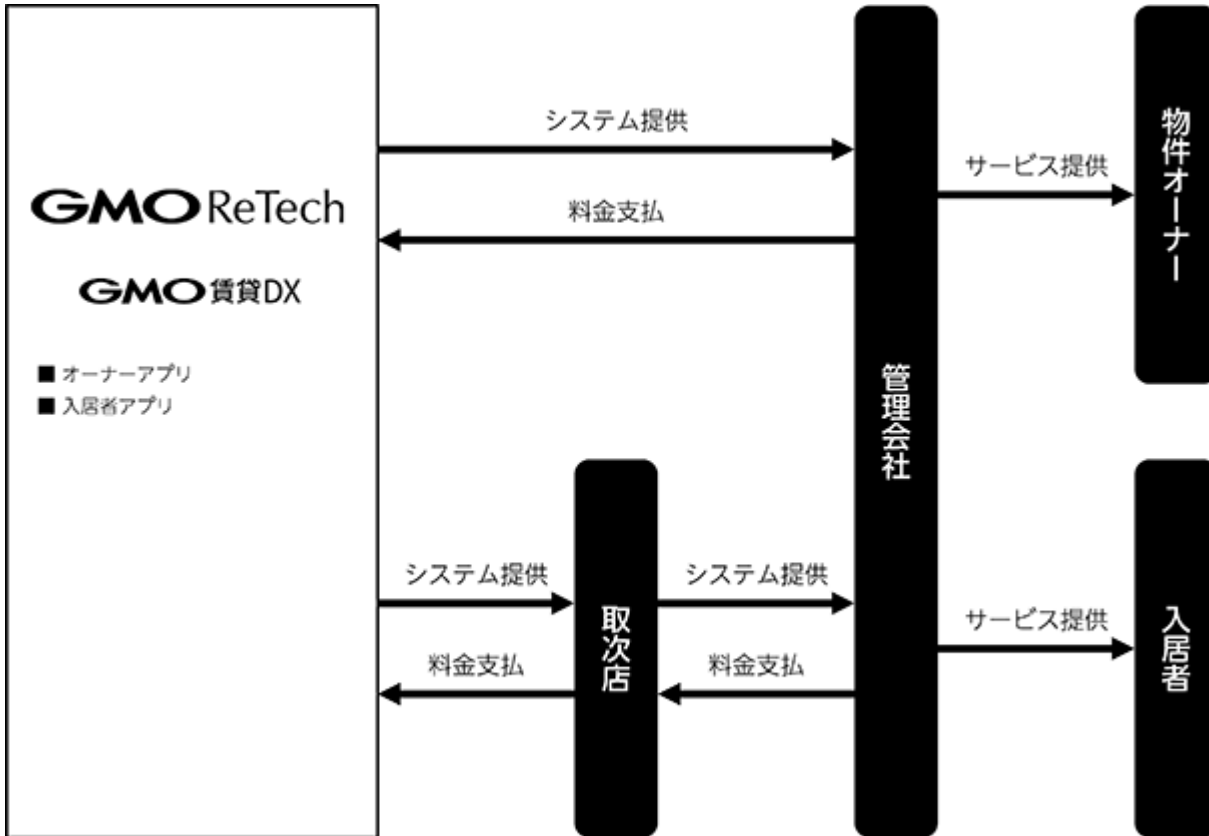 GMO ReTech
GMO 賃貸DX
■ オーナーアプリ
■ 入居者アプリ
システム提供
料金支払
システム提供
料金支払
取次店
システム提供
料金支払
管理会社
サービス提供
物件オーナー
サービス提供
入居者